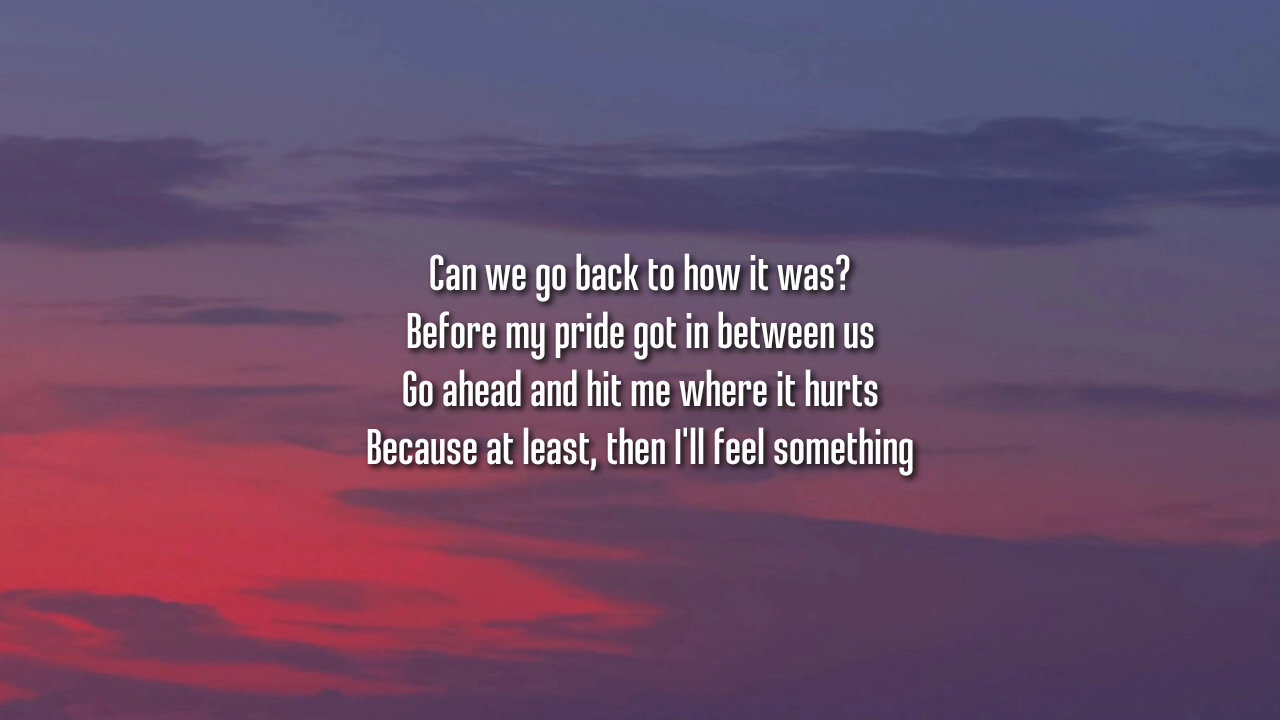 Can we go back to how it was?
Before my pride got in between us
Go ahead and hit me where it hurts
Because at least, then I'll feel something